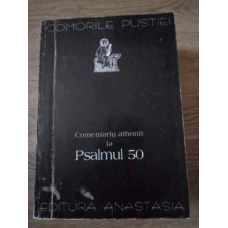 COMORILE PUSTIEI
Comentariu athonit
la
Psalmul 50
EDITURA ANASTASIA